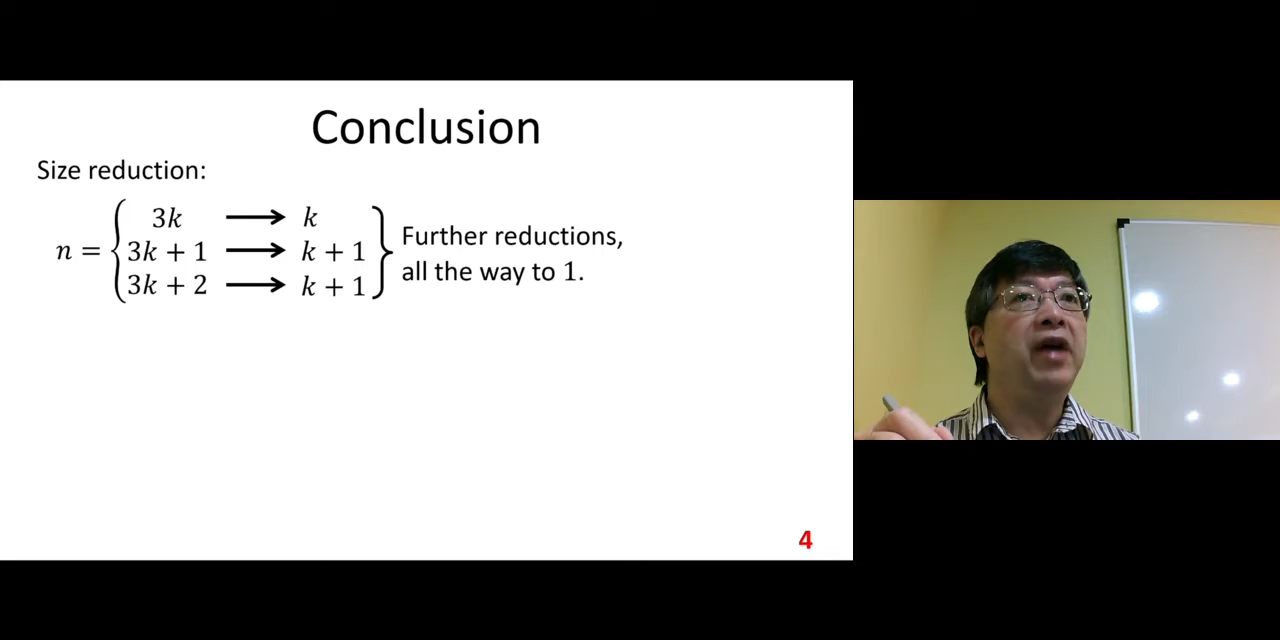 Conclusion
Size reduction:
3k → k
n = 3k + 1 → k + 1
3k + 2 → k + 1
Further reductions,
all the way to 1.
4